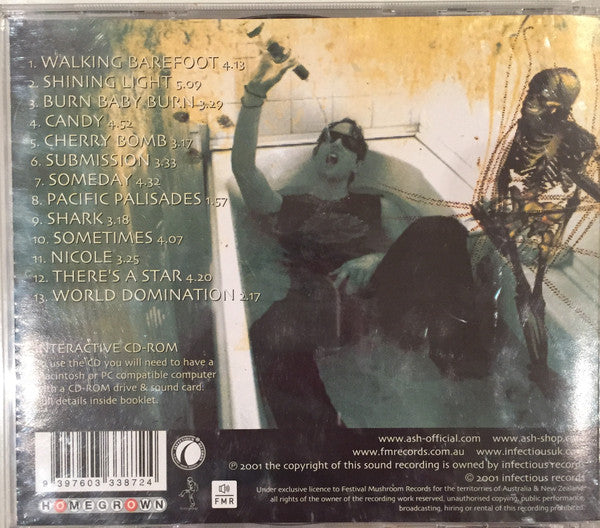 1. WALKING BAREFOOT 4.13
2. SHINING LIGHT 5.09
3. BURN BABY BURN 3.29
4. CANDY 4.52
5. CHERRY BOMB 3.17
6. SUBMISSION 3.33
7. SOMEDAY 4.32
8. PACIFIC PALISADES 1.57
9. SHARK 3.18
10. SOMETIMES 4.07
11. NICOLE 3.25
12. THERE'S A STAR 4.20
13. WORLD DOMINATION 2.17
INTERACTIVE CD-ROM
use the CD you will need to have a
macintosh or PC compatible computer
with a CD-ROM drive & sound card.
details inside booklet.
www.ash-official.com www.ash-shop.com
www.fmrecords.com.au www.infectiousuk.com
℗ 2001 the copyright of this sound recording is owned by infectious records
© 2001 infectious records
Under exclusive licence to Festival Mushroom Records for the territories of Australia & New Zealand
all rights of the owner of the recording work reserved. unauthorised copying, public performance,
broadcasting, hiring or rental of this recording prohibited.
9 397603 338724
HOMEGROWN
FMR